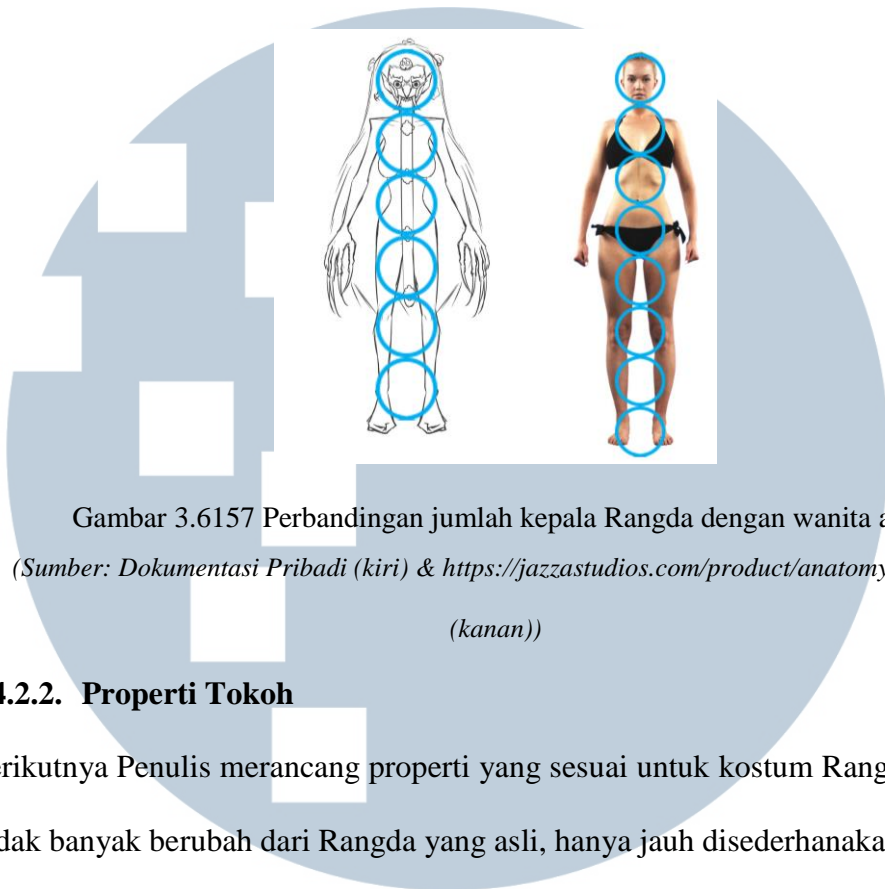 Gambar 3.6157 Perbandingan jumlah kepala Rangda dengan wanita
(Sumber: Dokumentasi Pribadi (kiri) & https://jazzastudios.com/product/anatomy
(kanan))
4.2.2. Properti Tokoh
erikutnya Penulis merancang properti yang sesuai untuk kostum Rang
dak banyak berubah dari Rangda yang asli, hanya jauh disederhanaka